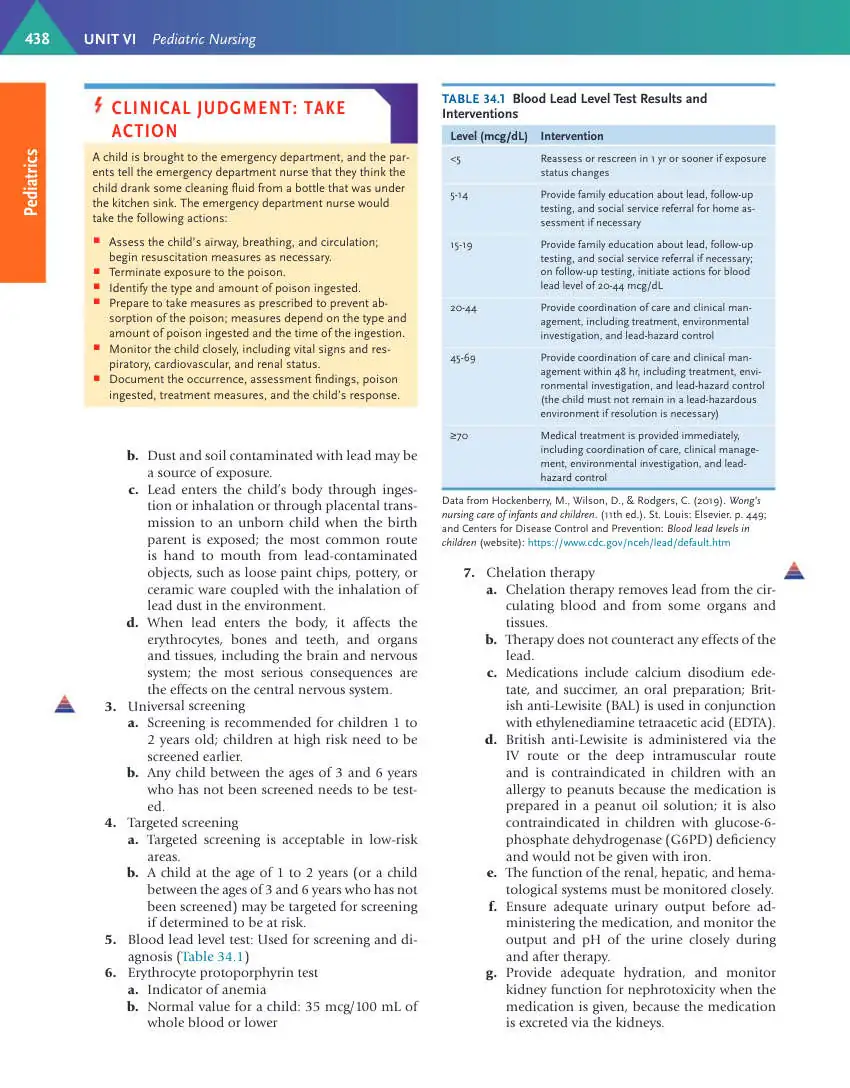 438
UNIT VI Pediatric Nursing
Pediatrics
CLINICAL JUDGMENT: TAKE
ACTION
A child is brought to the emergency department, and the par-
ents tell the emergency department nurse that they think the
child drank some cleaning fluid from a bottle that was under
the kitchen sink. The emergency department nurse would
take the following actions:
Assess the child's airway, breathing, and circulation;
begin resuscitation measures as necessary.
Terminate exposure to the poison.
Identify the type and amount of poison ingested.
Prepare to take measures as prescribed to prevent ab-
sorption of the poison; measures depend on the type and
amount of poison ingested and the time of the ingestion.
Monitor the child closely, including vital signs and res-
piratory, cardiovascular, and renal status.
Document the occurrence, assessment findings, poison
ingested, treatment measures, and the child's response.
b. Dust and soil contaminated with lead may be
a source of exposure.
c. Lead enters the child's body through inges-
tion or inhalation or through placental trans-
mission to an unborn child when the birth
parent is exposed; the most common route
is hand to mouth from lead-contaminated
objects, such as loose paint chips, pottery, or
ceramic ware coupled with the inhalation of
lead dust in the environment.
d. When lead enters the body, it affects the
erythrocytes, bones and teeth, and organs
and tissues, including the brain and nervous
system; the most serious consequences are
the effects on the central nervous system.
3. Universal screening
a. Screening is recommended for children 1 to
2 years old; children at high risk need to be
screened earlier.
b. Any child between the ages of 3 and 6 years
who has not been screened needs to be test-
ed.
4. Targeted screening
a. Targeted screening is acceptable in low-risk
areas.
b. A child at the age of 1 to 2 years (or a child
between the ages of 3 and 6 years who has not
been screened) may be targeted for screening
if determined to be at risk.
5. Blood lead level test: Used for screening and di-
agnosis (Table 34.1)
6. Erythrocyte protoporphyrin test
a. Indicator of anemia
b. Normal value for a child: 35 mcg/100 mL of
whole blood or lower
TABLE 34.1 Blood Lead Level Test Results and
Interventions
Level (mcg/dL) Intervention
<5 Reassess or rescreen in 1 yr or sooner if exposure
status changes
5-14 Provide family education about lead, follow-up
testing, and social service referral for home as-
sessment if necessary
15-19 Provide family education about lead, follow-up
testing, and social service referral if necessary;
on follow-up testing, initiate actions for blood
lead level of 20-44 mcg/dL
20-44 Provide coordination of care and clinical man-
agement, including treatment, environmental
investigation, and lead-hazard control
45-69 Provide coordination of care and clinical man-
agement within 48 hr, including treatment, envi-
ronmental investigation, and lead-hazard control
(the child must not remain in a lead-hazardous
environment if resolution is necessary)
≥70 Medical treatment is provided immediately,
including coordination of care, clinical manage-
ment, environmental investigation, and lead-
hazard control
Data from Hockenberry, M., Wilson, D., & Rodgers, C. (2019). Wong's
nursing care of infants and children. (11th ed.). St. Louis: Elsevier. p. 449;
and Centers for Disease Control and Prevention: Blood lead levels in
children (website): https://www.cdc.gov/nceh/lead/default.htm
7. Chelation therapy
a. Chelation therapy removes lead from the cir-
culating blood and from some organs and
tissues.
b. Therapy does not counteract any effects of the
lead.
c. Medications include calcium disodium ede-
tate, and succimer, an oral preparation; Brit-
ish anti-Lewisite (BAL) is used in conjunction
with ethylenediamine tetraacetic acid (EDTA).
d. British anti-Lewisite is administered via the
IV route or the deep intramuscular route
and is contraindicated in children with an
allergy to peanuts because the medication is
prepared in a peanut oil solution; it is also
contraindicated in children with glucose-6-
phosphate dehydrogenase (G6PD) deficiency
and would not be given with iron.
e. The function of the renal, hepatic, and hema-
tological systems must be monitored closely.
f. Ensure adequate urinary output before ad-
ministering the medication, and monitor the
output and pH of the urine closely during
and after therapy.
g. Provide adequate hydration, and monitor
kidney function for nephrotoxicity when the
medication is given, because the medication
is excreted via the kidneys.